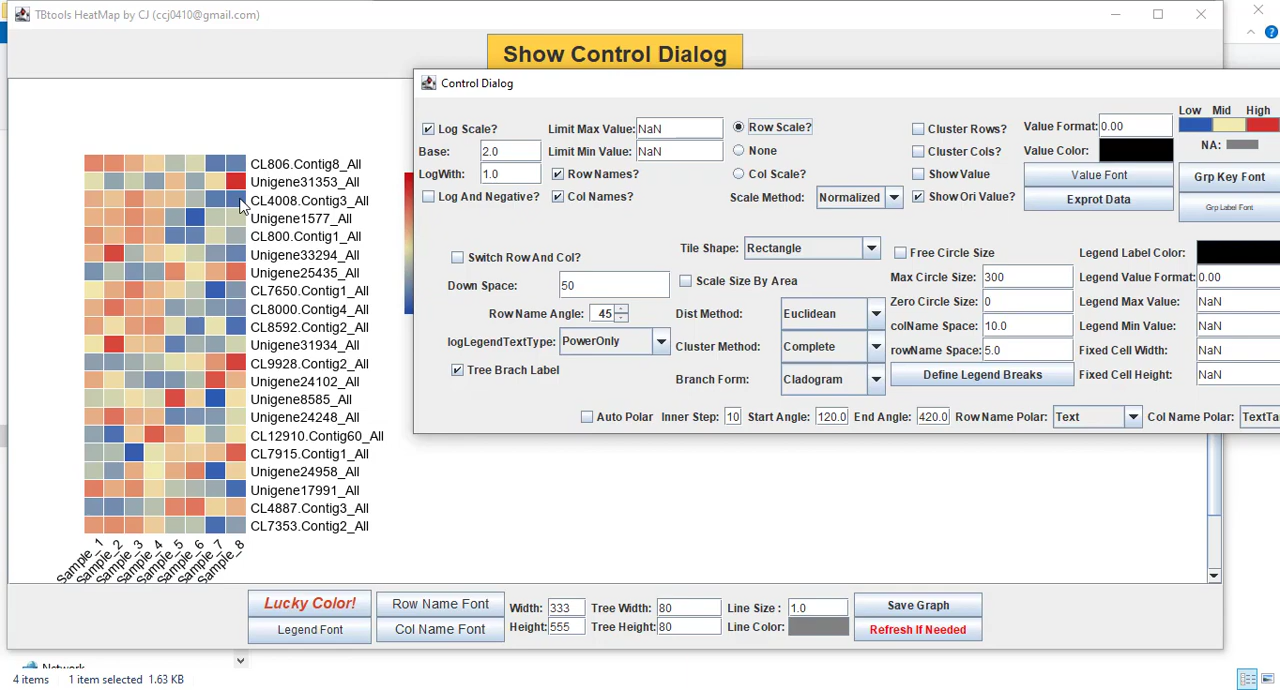 TBtools HeatMap by CJ (ccj0410@gmail.com)
Show Control Dialog
Control Dialog
Log Scale?
Base: 2.0
LogWith: 1.0
Log And Negative?
Limit Max Value: NaN
Limit Min Value: NaN
Row Names?
Col Names?
Row Scale?
None
Col Scale?
Scale Method: Normalized
Cluster Rows?
Cluster Cols?
Show Value
Show Ori Value?
Value Format: 0.00
Value Color:
Value Font
Exprot Data
Low Mid High
NA:
Grp Key Font
Grp Label Font
Switch Row And Col?
Down Space: 50
Row Name Angle: 45
logLegendTextType: PowerOnly
Tree Brach Label
Tile Shape: Rectangle
Scale Size By Area
Dist Method: Euclidean
Cluster Method: Complete
Branch Form: Cladogram
Free Circle Size
Max Circle Size: 300
Zero Circle Size: 0
colName Space: 10.0
rowName Space: 5.0
Define Legend Breaks
Legend Label Color:
Legend Value Format: 0.00
Legend Max Value: NaN
Legend Min Value: NaN
Fixed Cell Width: NaN
Fixed Cell Height: NaN
Auto Polar Inner Step: 10 Start Angle: 120.0 End Angle: 420.0 Row Name Polar: Text Col Name Polar: TextTa
CL806.Contig8_All
Unigene31353_All
CL4008.Contig3_All
Unigene1577_All
CL800.Contig1_All
Unigene33294_All
Unigene25435_All
CL7650.Contig1_All
CL8000.Contig4_All
CL8592.Contig2_All
Unigene31934_All
CL9928.Contig2_All
Unigene24102_All
Unigene8585_All
Unigene24248_All
CL12910.Contig60_All
CL7915.Contig1_All
Unigene24958_All
Unigene17991_All
CL4887.Contig3_All
CL7353.Contig2_All
Sample_1
Sample_2
Sample_3
Sample_4
Sample_5
Sample_6
Sample_7
Sample_8
Lucky Color!
Legend Font
Row Name Font
Col Name Font
Width: 333
Height: 555
Tree Width: 80
Tree Height: 80
Line Size : 1.0
Line Color:
Save Graph
Refresh If Needed
Network
4 items 1 item selected 1.63 KB